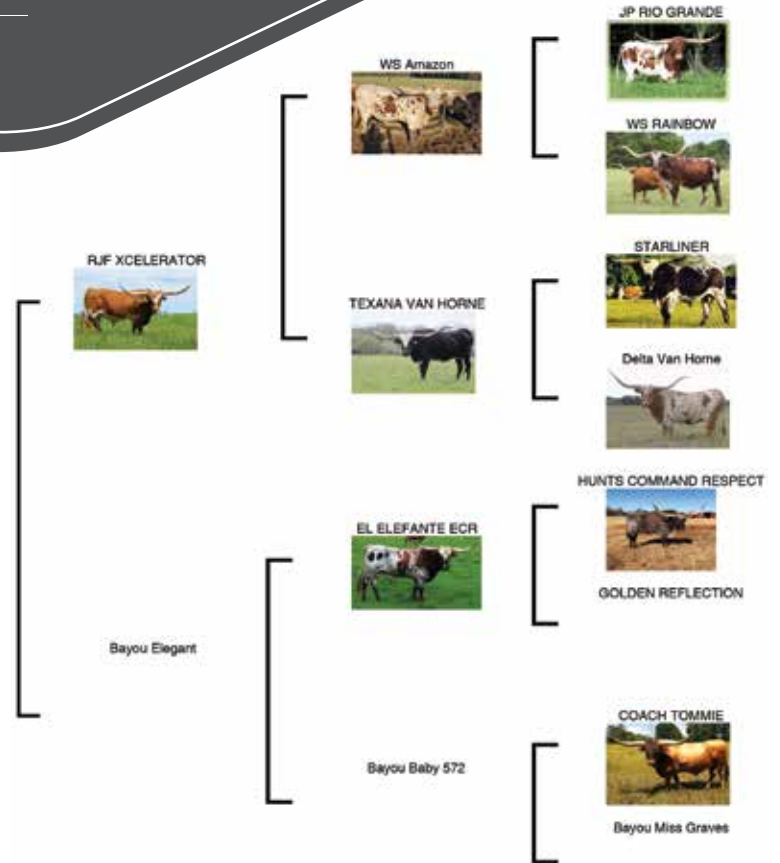 JP RIO GRANDE
WS Amazon
WS RAINBOW
RJF XCELERATOR
STARLINER
TEXANA VAN HORNE
Delta Van Horne
HUNTS COMMAND RESPECT
EL ELEFANTE ECR
GOLDEN REFLECTION
Bayou Elegant
COACH TOMMIE
Bayou Baby 572
Bayou Miss Graves